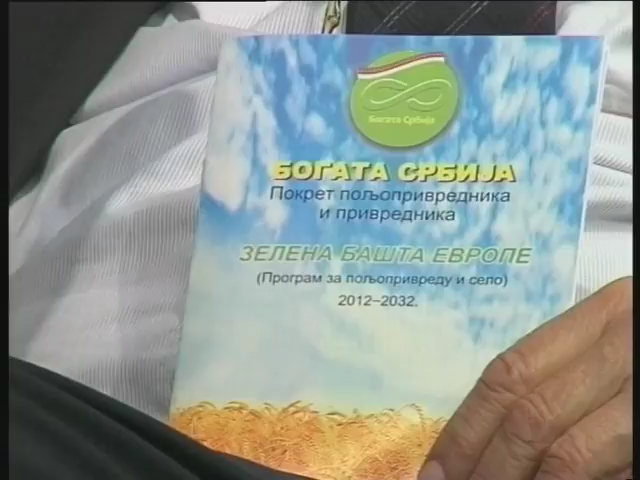 Богата Србија
БОГАТА СРБИЈА
Покрет пољопривредника
и привредника
ЗЕЛЕНА БАШТА ЕВРОПЕ
(Програм за пољопривреду и село)
2012–2032.